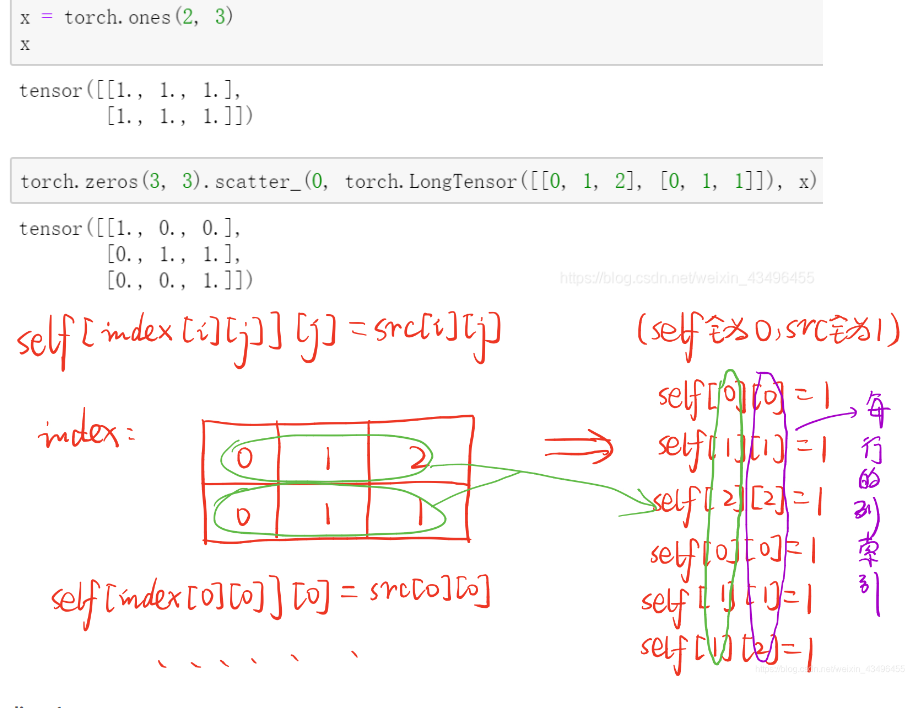 x = torch.ones(2, 3)
x
tensor([[1., 1., 1.],
[1., 1., 1.]])
torch.zeros(3, 3).scatter_(0, torch.LongTensor([[0, 1, 2], [0, 1, 1]]), x)
tensor([[1., 0., 0.],
[0., 1., 1.],
[0., 0., 1.]])
https://blog.csdn.net/weixin_43496455
self[index[i][j]][j]=src[i][j]
(self全为0,src全为1)
index:
0 1 2
0 1 1
self[index[0][0]][0]=src[0][0]
......
self[0][0]=1
self[1][1]=1
self[2][2]=1
self[0][0]=1
self[1][1]=1
self[1][2]=1
每行的列索引
https://blog.csdn.net/weixin_43496455